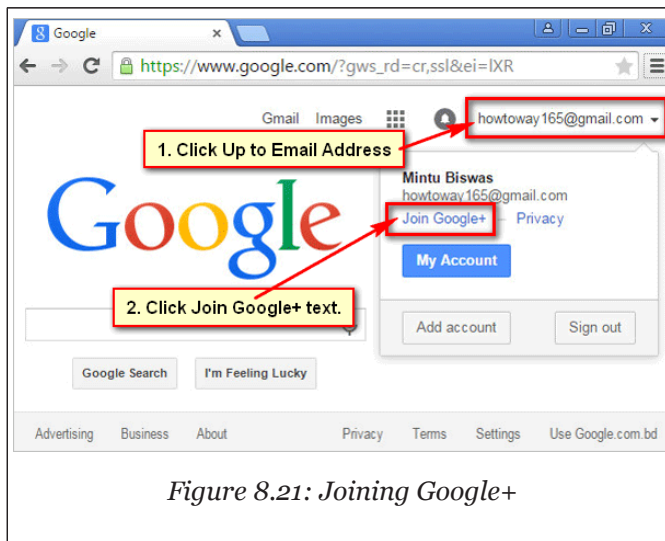 Google
https://www.google.com/?gws_rd=cr,ssl&ei=lXR
Gmail Images howtoway165@gmail.com
1. Click Up to Email Address
Mintu Biswas
howtoway165@gmail.com
Join Google+ – Privacy
My Account
Google
2. Click Join Google+ text.
Add account Sign out
Google Search I'm Feeling Lucky
Advertising Business About Privacy Terms Settings Use Google.com.bd
Figure 8.21: Joining Google+